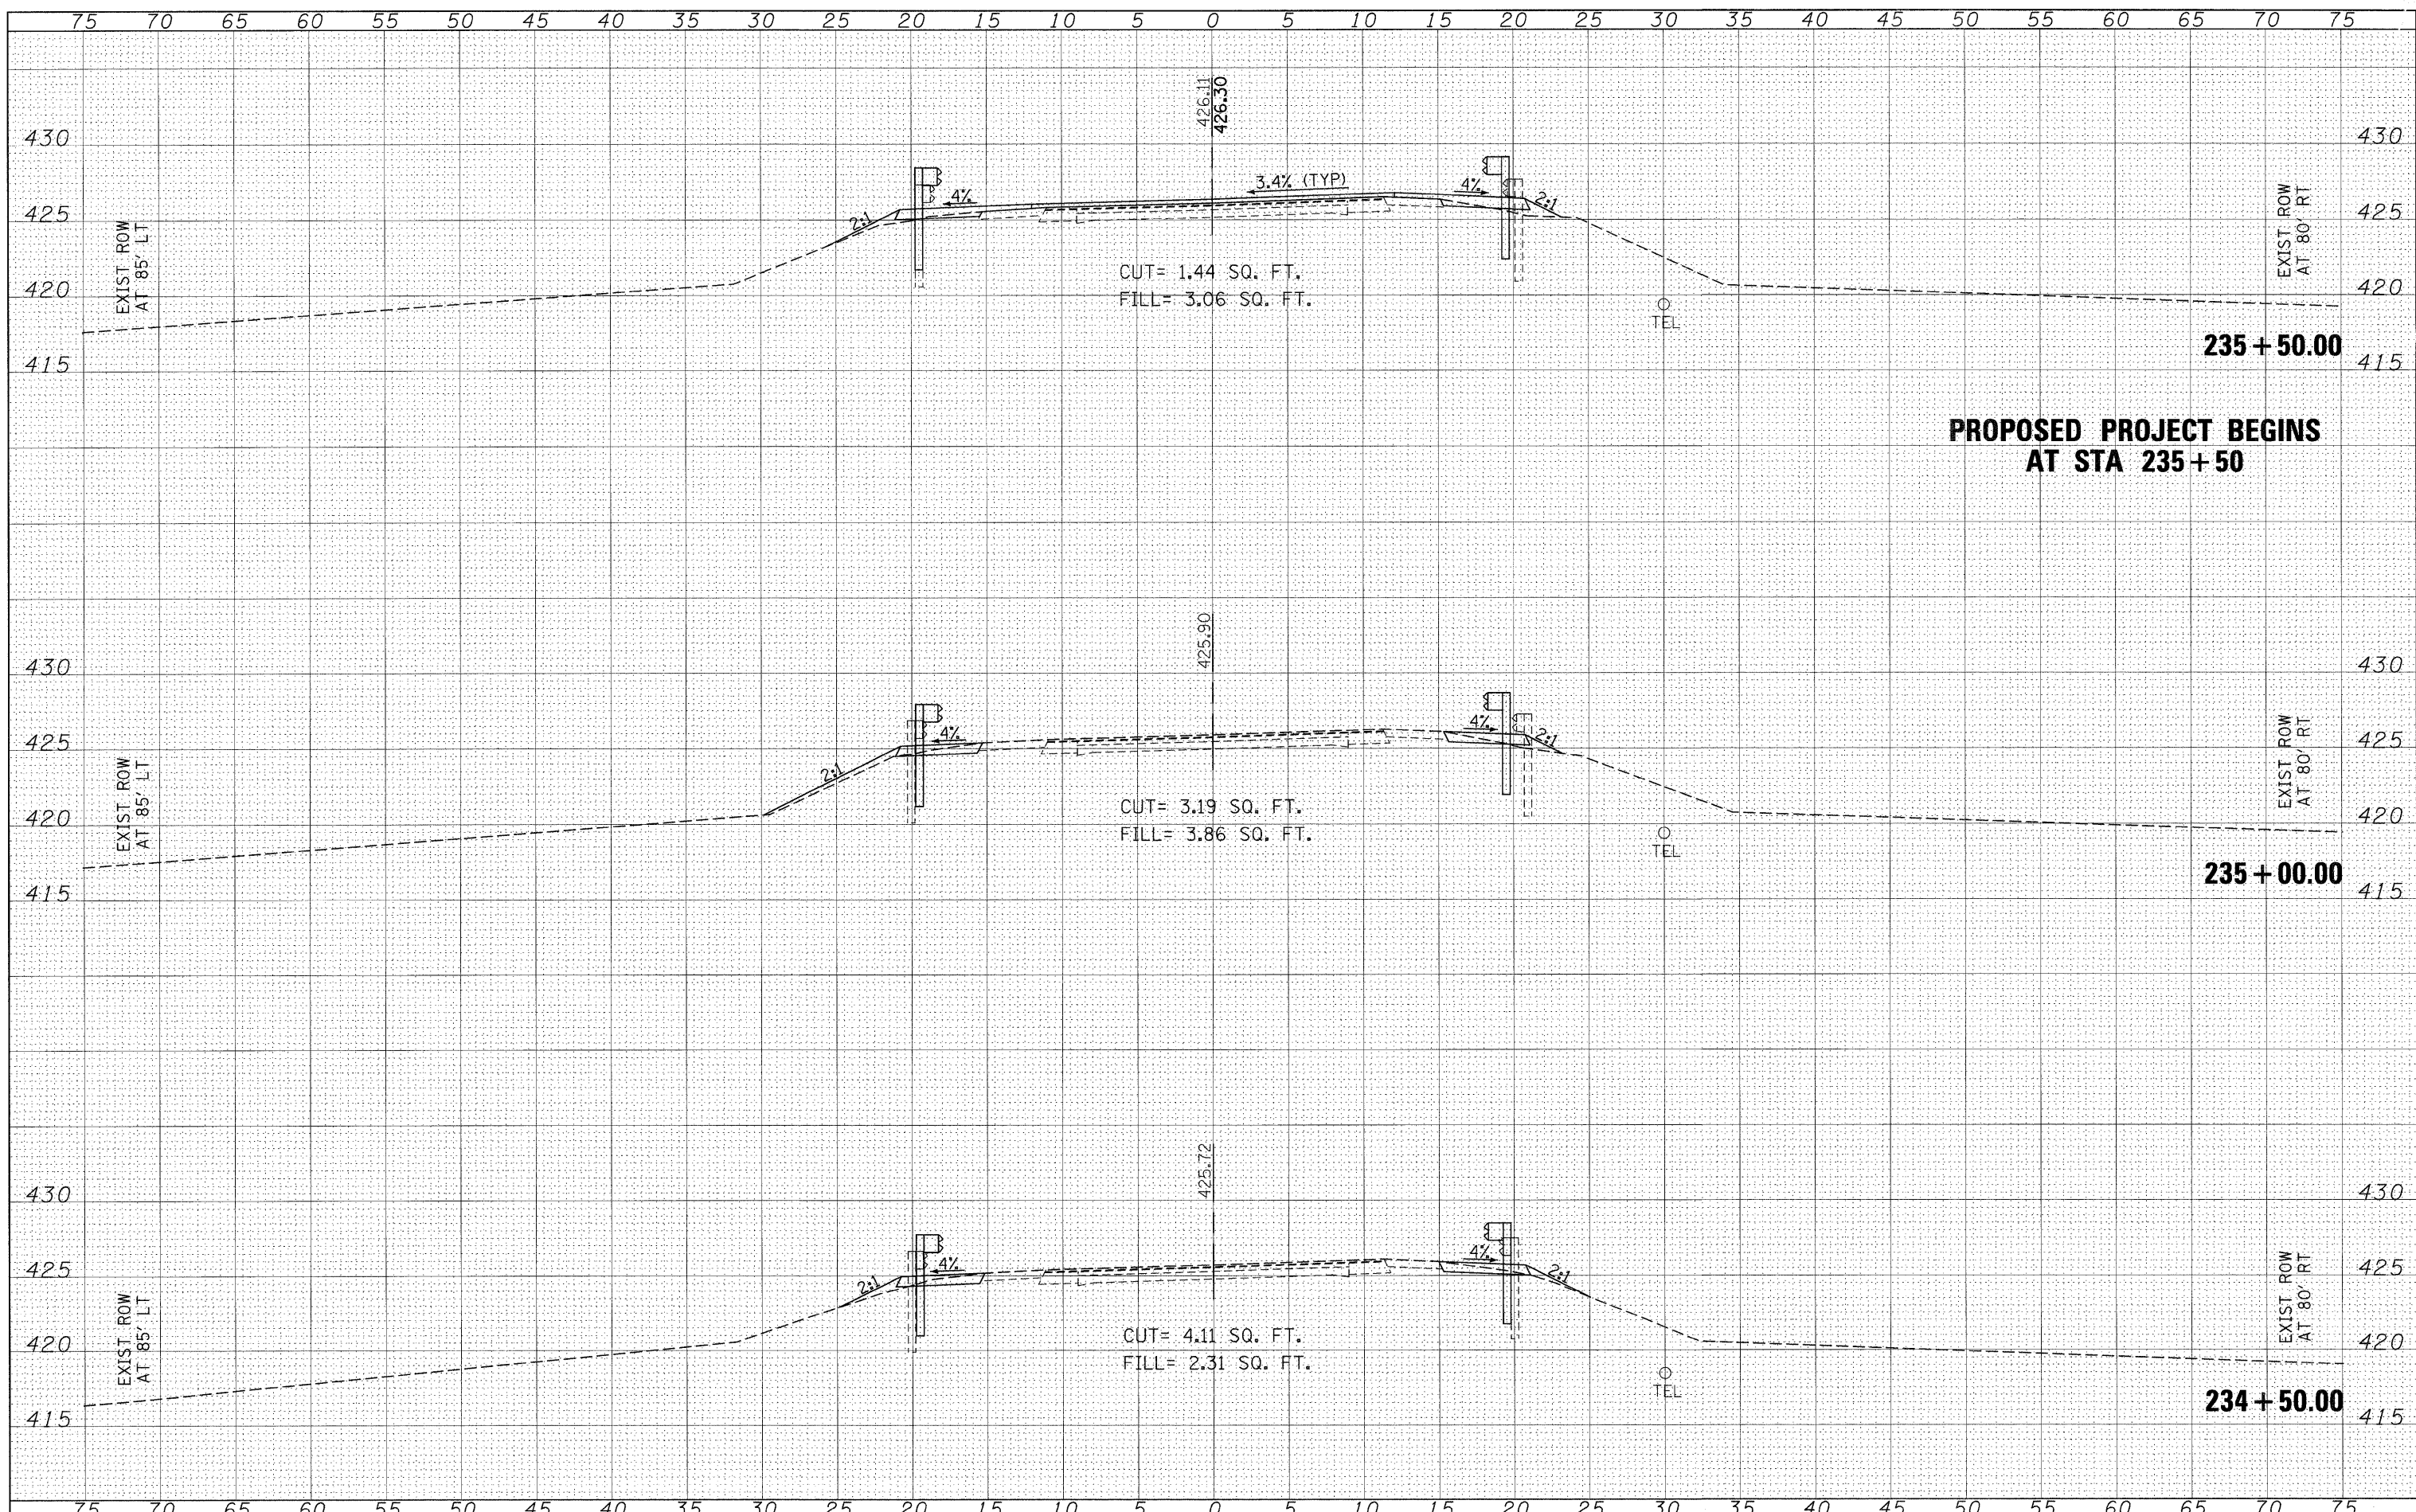 75 70 65 60 55 50 45 40 35 30 25 20 15 10 5 0 5 10 15 20 25 30 35 40 45 50 55 60 65 70 75
426.11
426.30
430 430
3.4% (TYP)
4% 4%
2:1 2:1
425 425
EXIST ROW
AT 85' LT
EXIST ROW
AT 80' RT
CUT= 1.44 SQ. FT.
FILL= 3.06 SQ. FT.
420 420
TEL
235+50.00
415 415
PROPOSED PROJECT BEGINS
AT STA 235+50
425.90
430 430
4% 4%
2:1 2:1
425 425
EXIST ROW
AT 85' LT
EXIST ROW
AT 80' RT
CUT= 3.19 SQ. FT.
FILL= 3.86 SQ. FT.
420 420
TEL
235+00.00
415 415
425.72
430 430
4% 4%
2:1 2:1
425 425
EXIST ROW
AT 85' LT
EXIST ROW
AT 80' RT
CUT= 4.11 SQ. FT.
FILL= 2.31 SQ. FT.
420 420
TEL
234+50.00
415 415
75 70 65 60 55 50 45 40 35 30 25 20 15 10 5 0 5 10 15 20 25 30 35 40 45 50 55 60 65 70 75